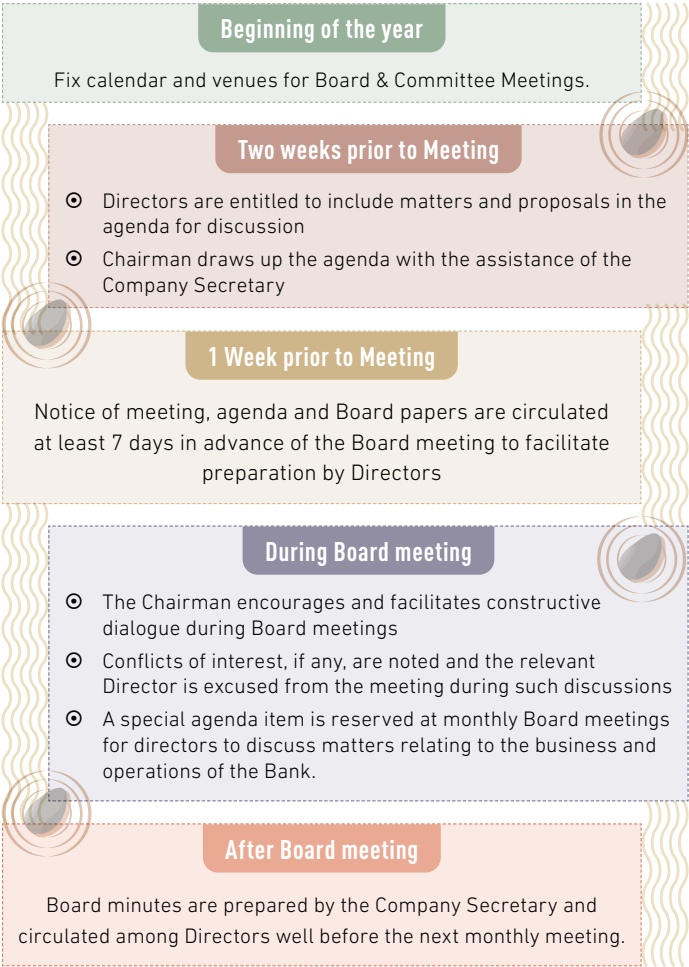 Beginning of the year
Fix calendar and venues for Board & Committee Meetings.
Two weeks prior to Meeting
Directors are entitled to include matters and proposals in the
agenda for discussion
Chairman draws up the agenda with the assistance of the
Company Secretary
1 Week prior to Meeting
Notice of meeting, agenda and Board papers are circulated
at least 7 days in advance of the Board meeting to facilitate
preparation by Directors
During Board meeting
The Chairman encourages and facilitates constructive
dialogue during Board meetings
Conflicts of interest, if any, are noted and the relevant
Director is excused from the meeting during such discussions
A special agenda item is reserved at monthly Board meetings
for directors to discuss matters relating to the business and
operations of the Bank.
After Board meeting
Board minutes are prepared by the Company Secretary and
circulated among Directors well before the next monthly meeting.